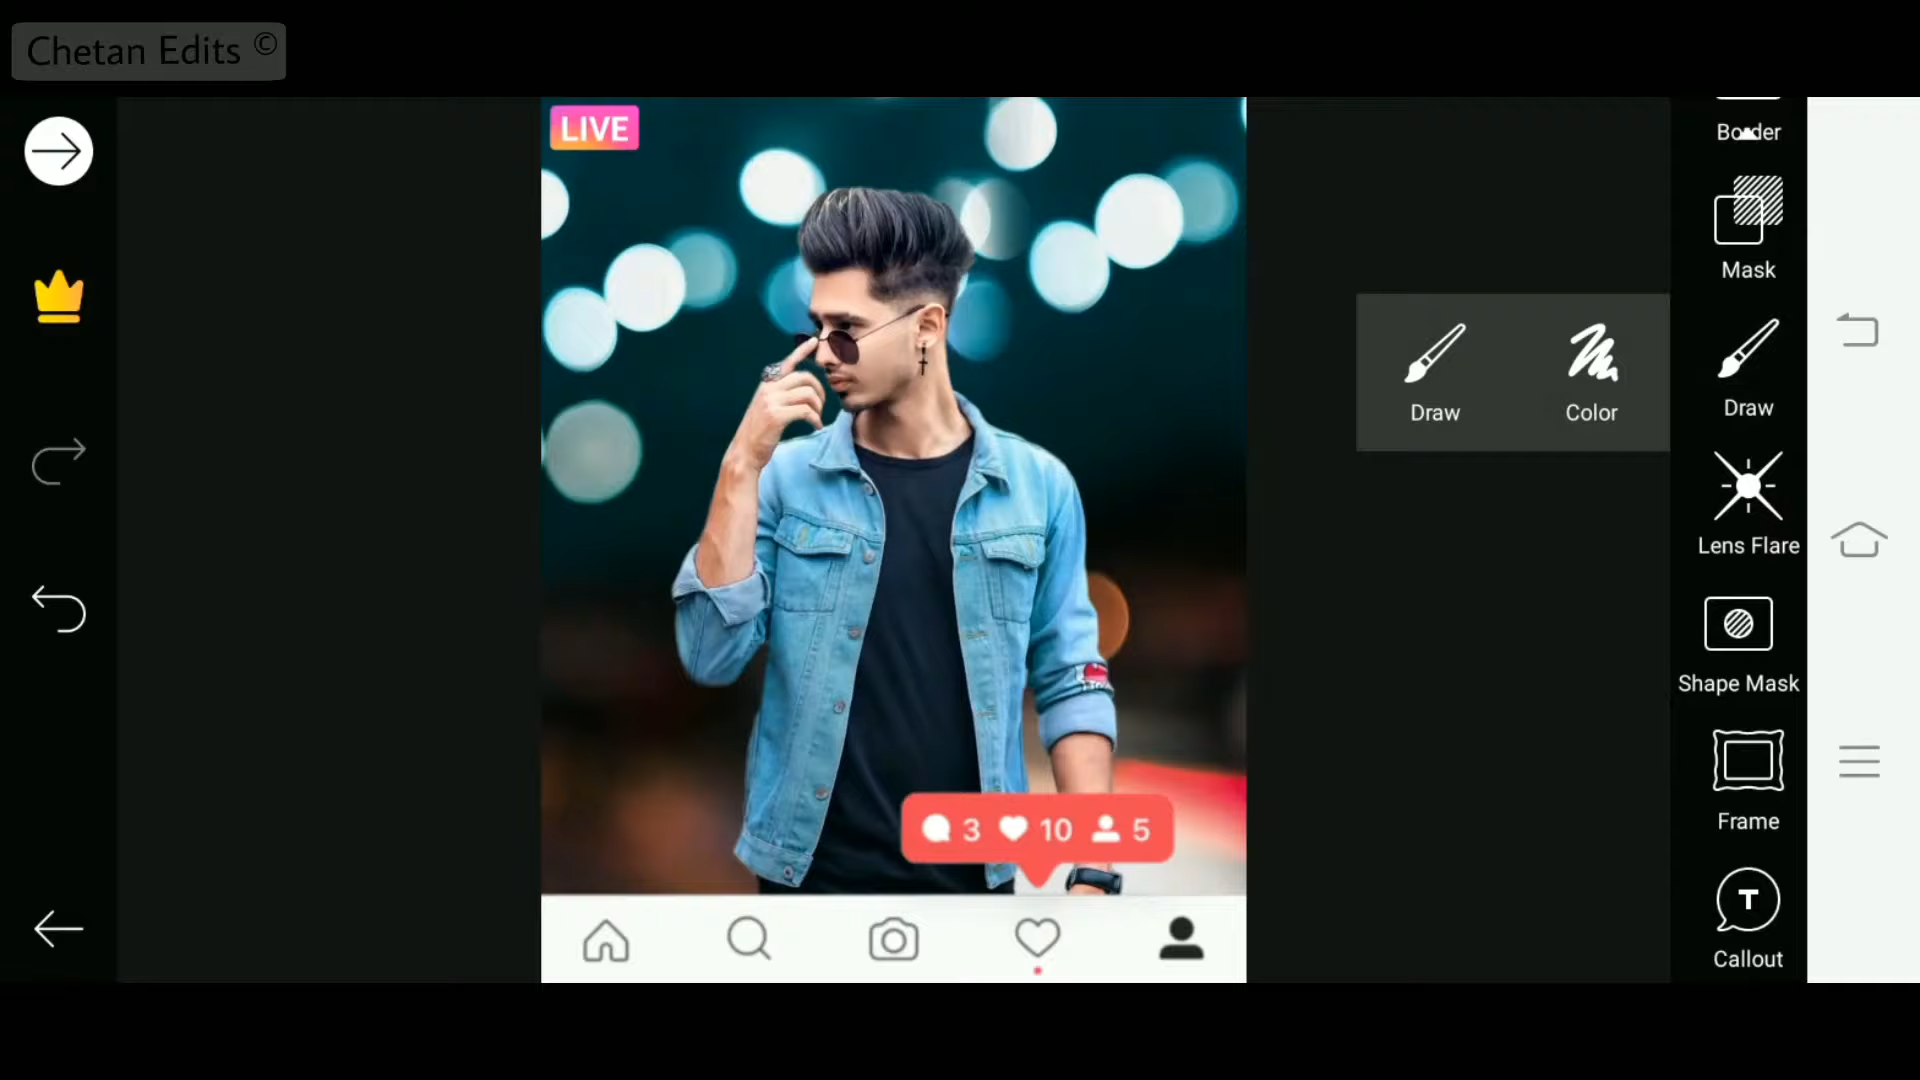 Chetan Edits ©
LIVE
Border
Mask
Draw
Color
Draw
Lens Flare
Shape Mask
Frame
T
Callout
3 10 5